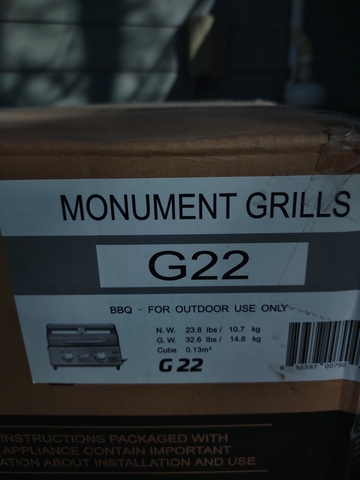 MONUMENT GRILLS
G22
BBQ - FOR OUTDOOR USE ONLY
N. W. 23.8 lbs / 10.7 kg
G. W. 32.6 lbs / 14.8 kg
Cube 0.13m³
G 22
INSTRUCTIONS PACKAGED WITH
APPLIANCE CONTAIN IMPORTANT
ATION ABOUT INSTALLATION AND USE